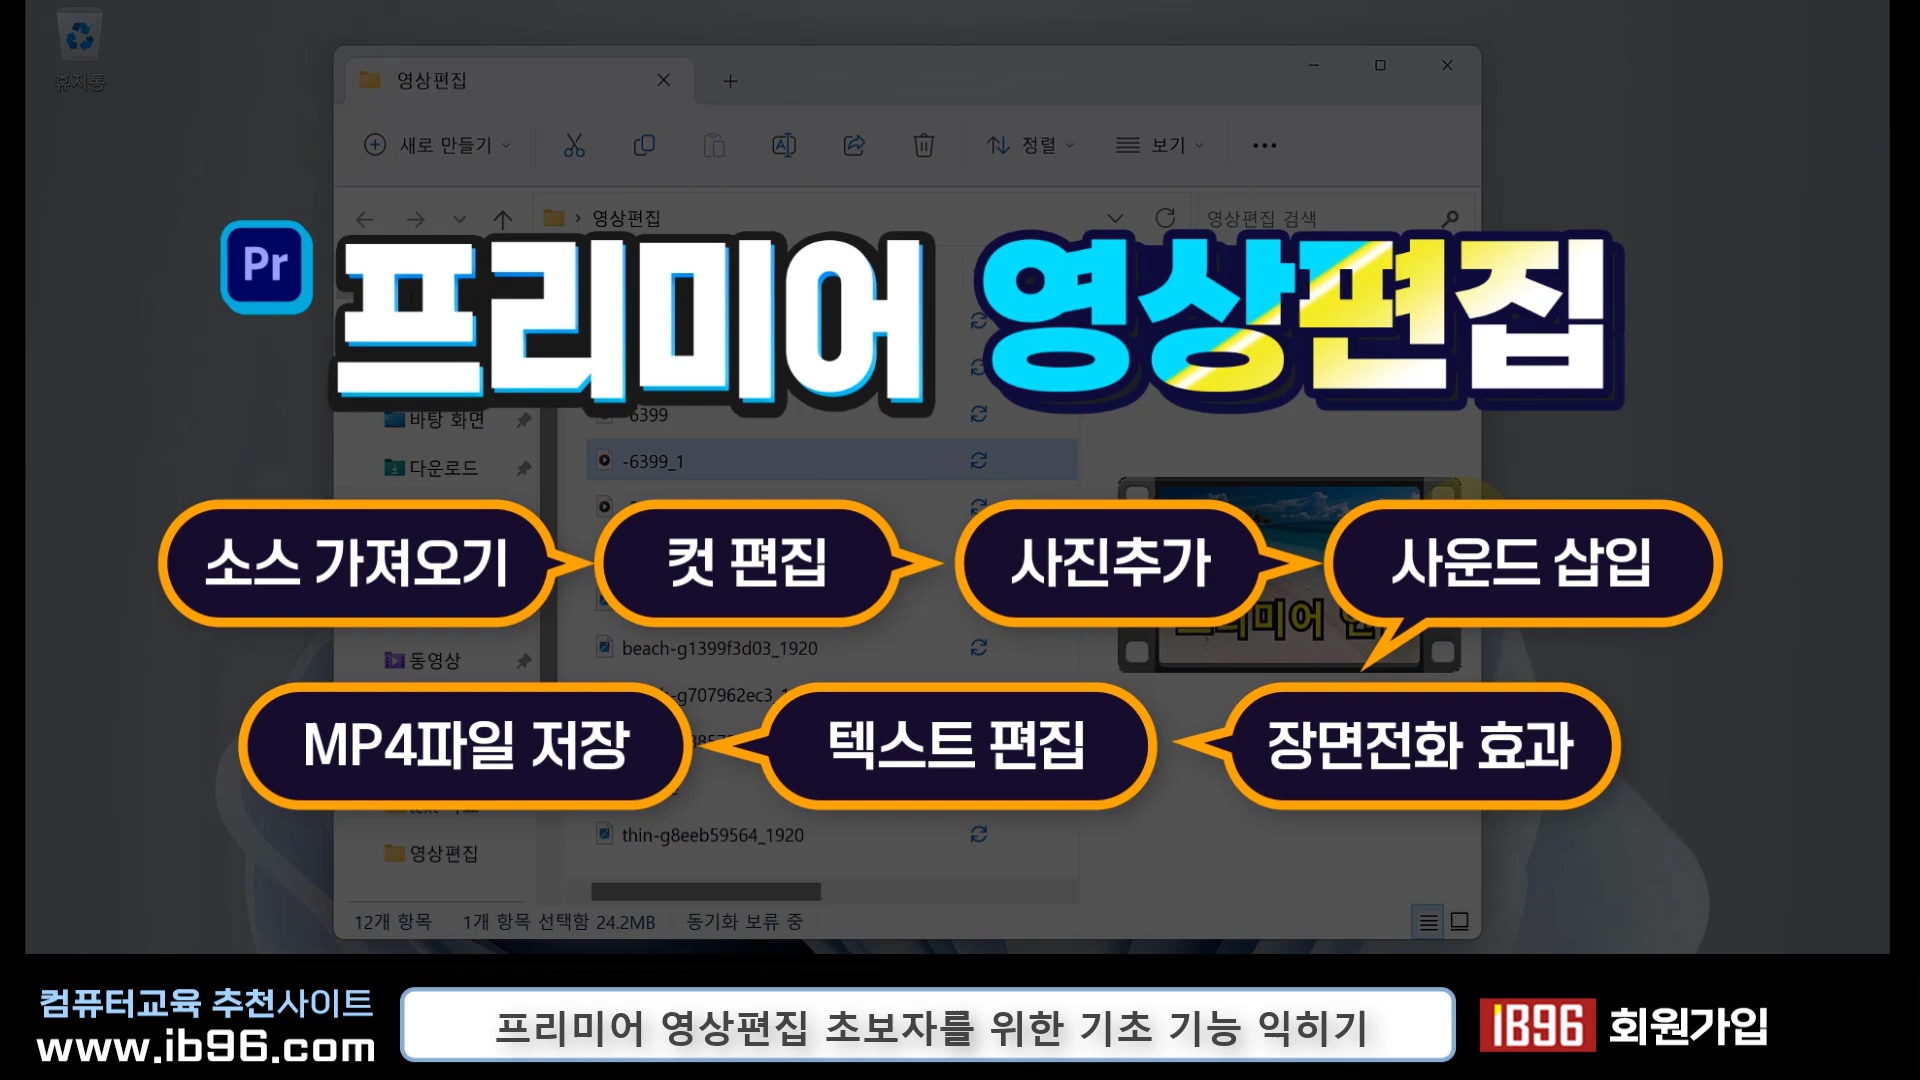 휴지통
영상편집
새로 만들기
정렬
보기
영상편집
영상편집 검색
Pr
프리미어 영상편집
바탕 화면
6399
다운로드
-6399_1
소스 가져오기
컷 편집
사진추가
사운드 삽입
프리미어
동영상
beach-g1399f3d03_1920
-g707962ec3_
MP4파일 저장
텍스트 편집
장면전화 효과
thin-g8eeb59564_1920
영상편집
12개 항목
1개 항목 선택함 24.2MB
동기화 보류 중
컴퓨터교육 추천사이트
www.ib96.com
프리미어 영상편집 초보자를 위한 기초 기능 익히기
IB96 회원가입